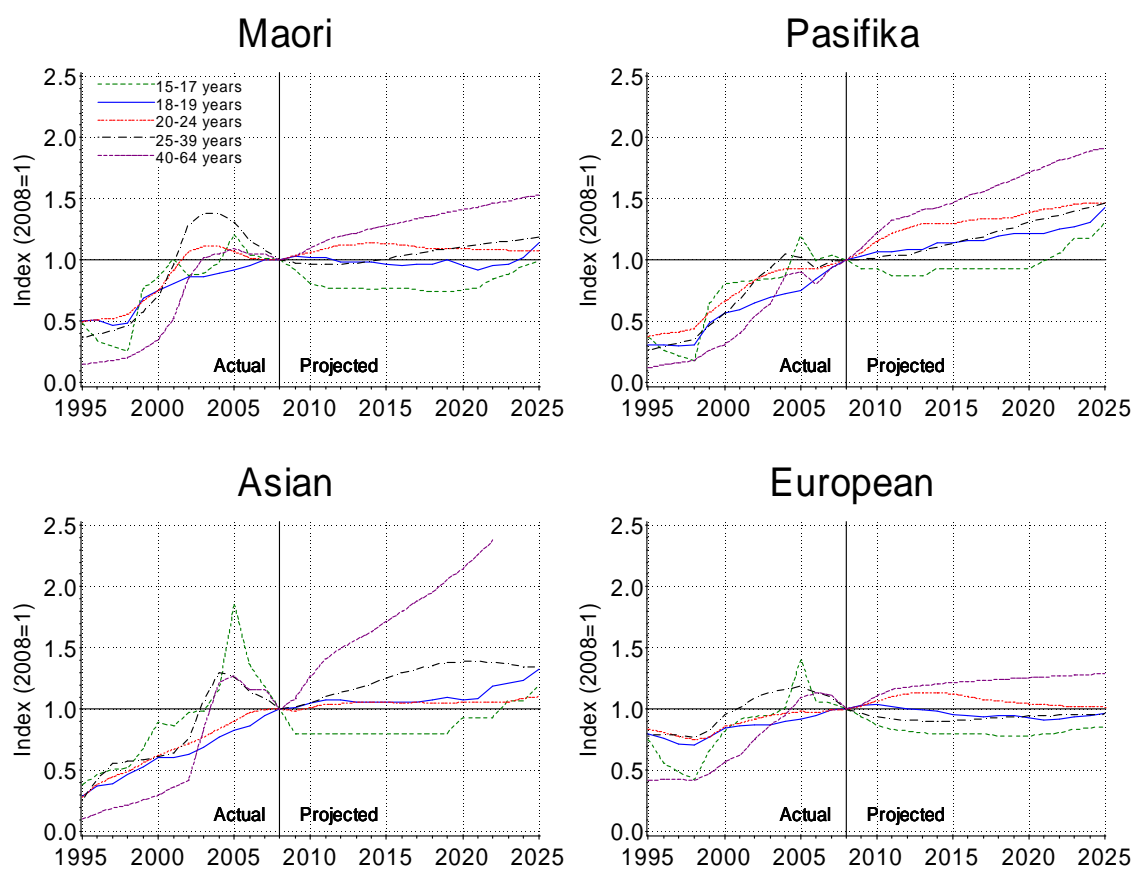 Maori
Pasifika
Index (2008=1)
2.5
2.0
1.5
1.0
0.5
0.0
15-17 years
18-19 years
20-24 years
25-39 years
40-64 years
Actual
Projected
1995 2000 2005 2010 2015 2020 2025
Index (2008=1)
2.5
2.0
1.5
1.0
0.5
0.0
Actual
Projected
1995 2000 2005 2010 2015 2020 2025
Asian
European
Index (2008=1)
2.5
2.0
1.5
1.0
0.5
0.0
Actual
Projected
1995 2000 2005 2010 2015 2020 2025
Index (2008=1)
2.5
2.0
1.5
1.0
0.5
0.0
Actual
Projected
1995 2000 2005 2010 2015 2020 2025